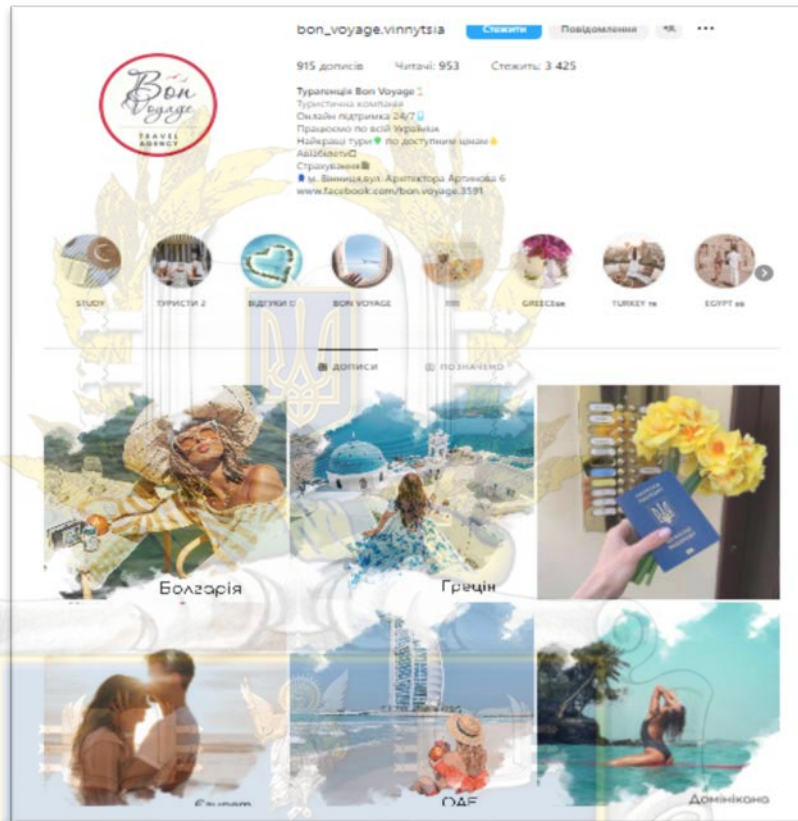 bon_voyage.vinnytsia Стежити Повідомлення
915 дописів Читачі: 953 Стежить: 3 425
Bon Voyage
TRAVEL AGENCY
Турагенція Bon Voyage
Туристична компанія
Онлайн підтримка 24/7
Працюємо по всій Україні
Найкращі тури по доступним цінам
Авіабілети
Страхування
м. Вінниця,вул. Архітектора Артинова 6
www.facebook.com/bon.voyage.3591
STUDY ТУРИСТИ 2 ВІДГУКИ BON VOYAGE !!!!! GREECE TURKEY EGYPT
ДОПИСИ ПОЗНАЧЕНО
Болгарія Греція
Єгипет ОАЕ Домінікана